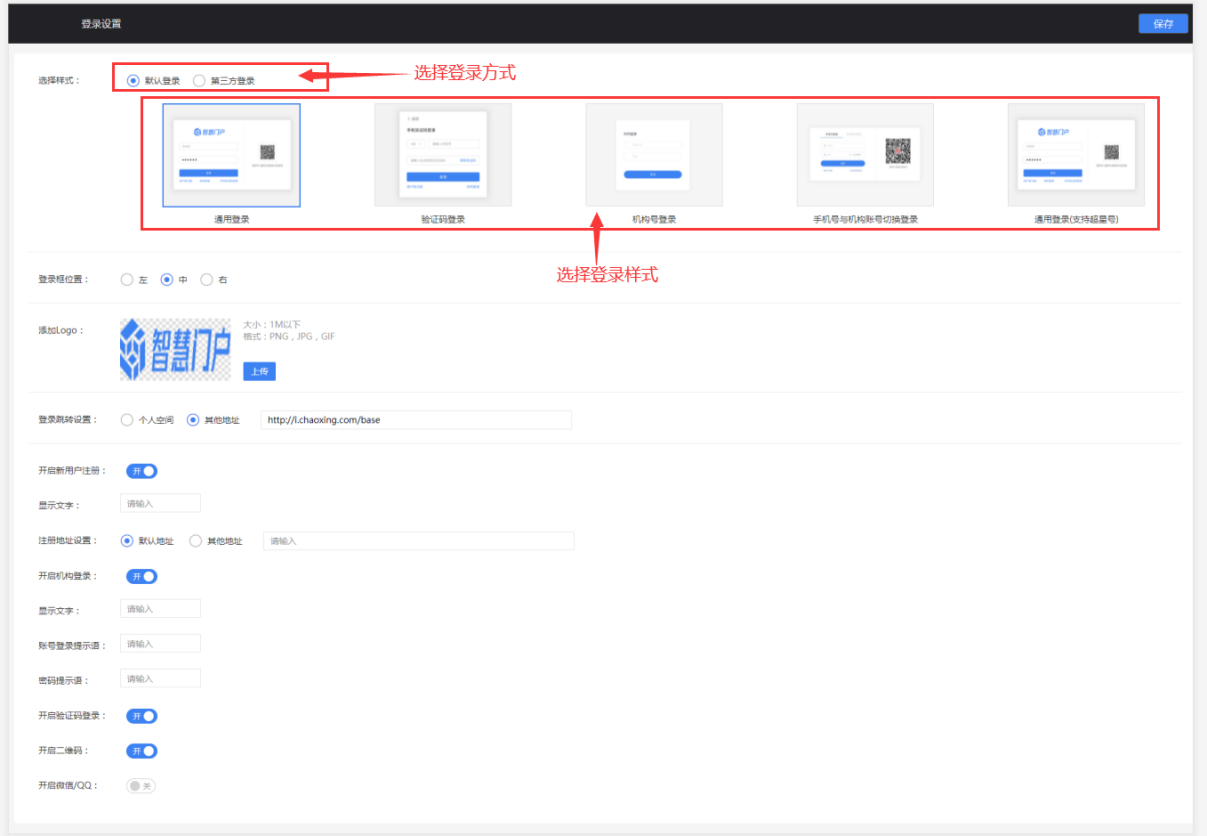 登录设置
保存
选择样式：
默认登录
第三方登录
选择登录方式
智慧门户
智慧门户
通用登录
验证码登录
机构号登录
手机号与机构账号切换登录
通用登录(支持超星号)
选择登录样式
登录框位置：
左
中
右
添加Logo：
智慧门户
大小：1M以下
格式：PNG，JPG，GIF
上传
登录跳转设置：
个人空间
其他地址
http://i.chaoxing.com/base
开启新用户注册：
开
显示文字：
请输入
注册地址设置：
默认地址
其他地址
请输入
开启机构登录：
开
显示文字：
请输入
账号登录提示语：
请输入
密码提示语：
请输入
开启验证码登录：
开
开启二维码：
开
开启微信/QQ：
关